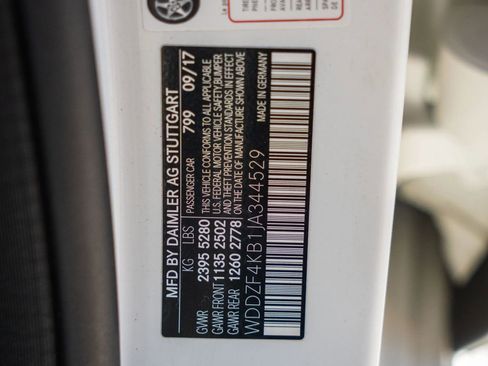 MFD BY DAIMLER AG STUTTGART
KG LBS PASSENGER CAR 799 09/17
GVWR 2395 5280 THIS VEHICLE CONFORMS TO ALL APPLICABLE
GAWR FRONT 1135 2502 U.S. FEDERAL MOTOR VEHICLE SAFETY, BUMPER
GAWR REAR 1260 2778 AND THEFT PREVENTION STANDARDS IN EFFECT
ON THE DATE OF MANUFACTURE SHOWN ABOVE
WDDZF4KB1JA344529 MADE IN GERMANY